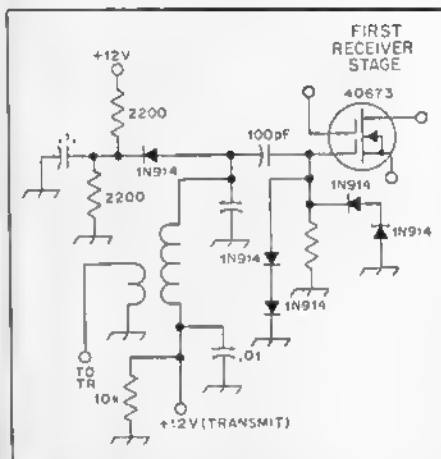 FIRST
RECEIVER
STAGE
+12V
40673
2200
100pF
1N914
1N914
2200
1N914
1N914
1N914
TO
TR
.01
10k
+12V (TRANSMIT)